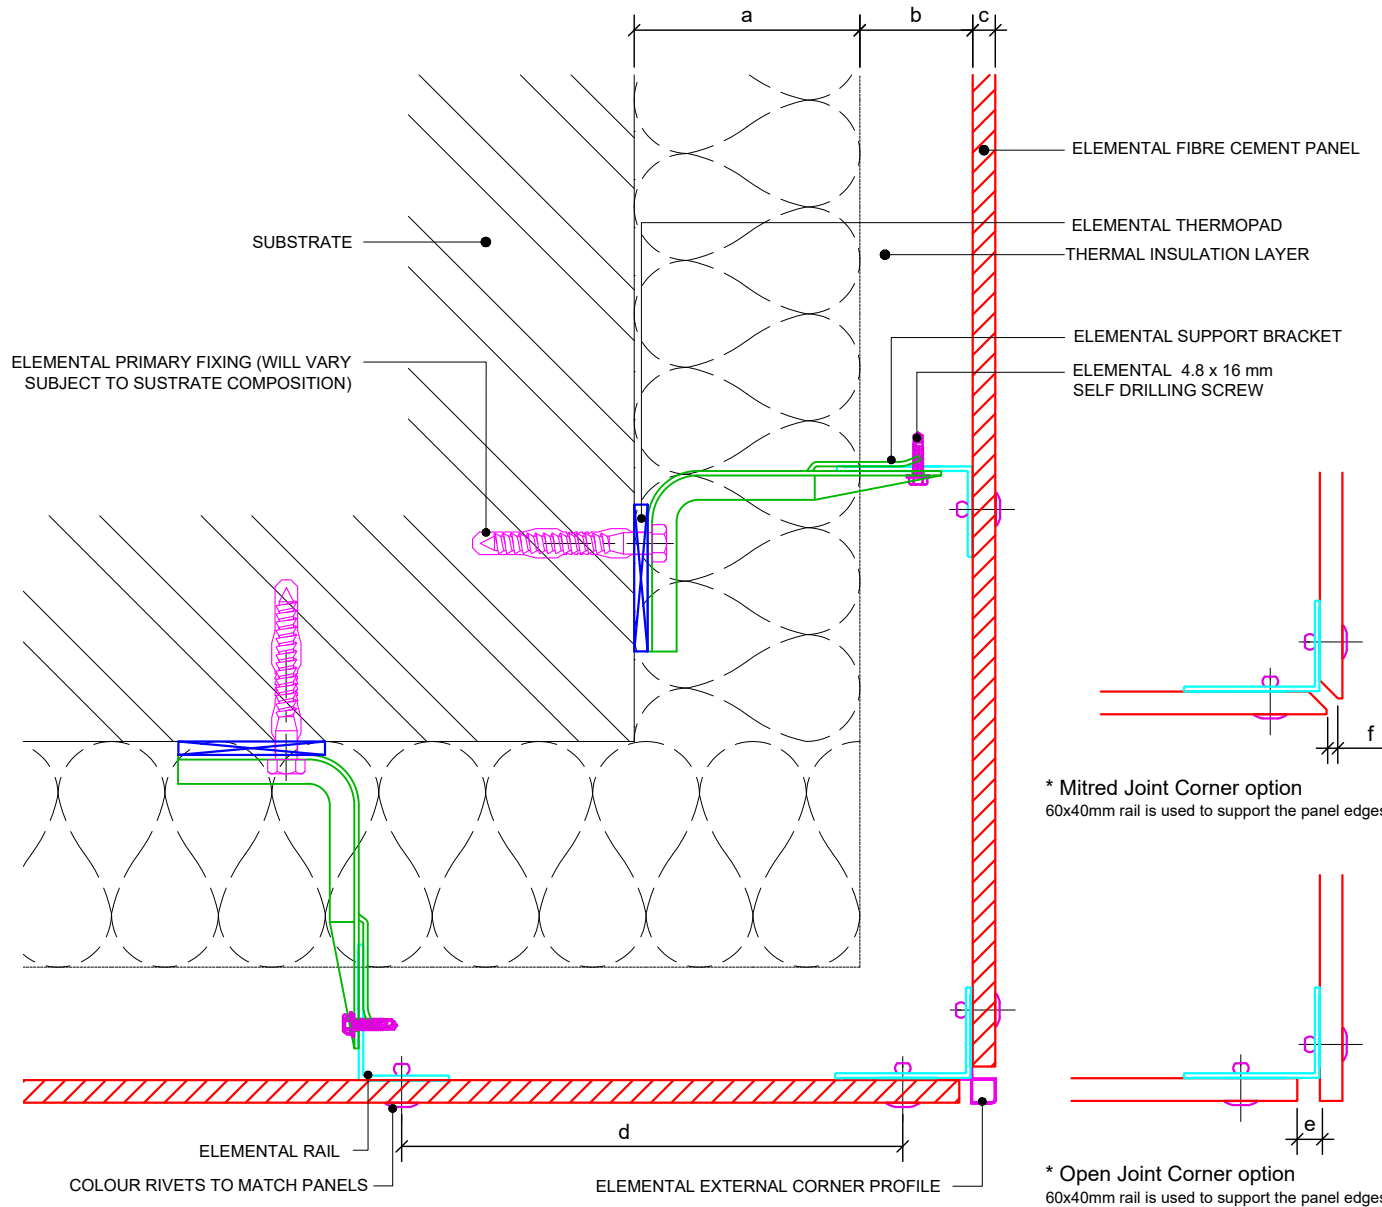 a
b
c
ELEMENTAL FIBRE CEMENT PANEL
ELEMENTAL THERMOPAD
SUBSTRATE
THERMAL INSULATION LAYER
ELEMENTAL SUPPORT BRACKET
ELEMENTAL PRIMARY FIXING (WILL VARY
SUBJECT TO SUSTRATE COMPOSITION)
ELEMENTAL 4.8 x 16 mm
SELF DRILLING SCREW
f
* Mitred Joint Corner option
60x40mm rail is used to support the panel edges
d
e
ELEMENTAL RAIL
COLOUR RIVETS TO MATCH PANELS
ELEMENTAL EXTERNAL CORNER PROFILE
* Open Joint Corner option
60x40mm rail is used to support the panel edges